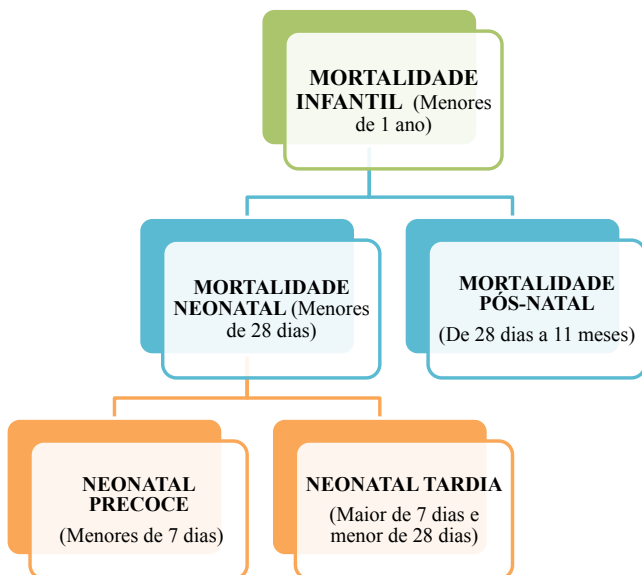 MORTALIDADE
INFANTIL (Menores
de 1 ano)
MORTALIDADE
NEONATAL (Menores
de 28 dias)
MORTALIDADE
PÓS-NATAL
(De 28 dias a 11 meses)
NEONATAL
PRECOCE
(Menores de 7 dias)
NEONATAL TARDIA
(Maior de 7 dias e
menor de 28 dias)